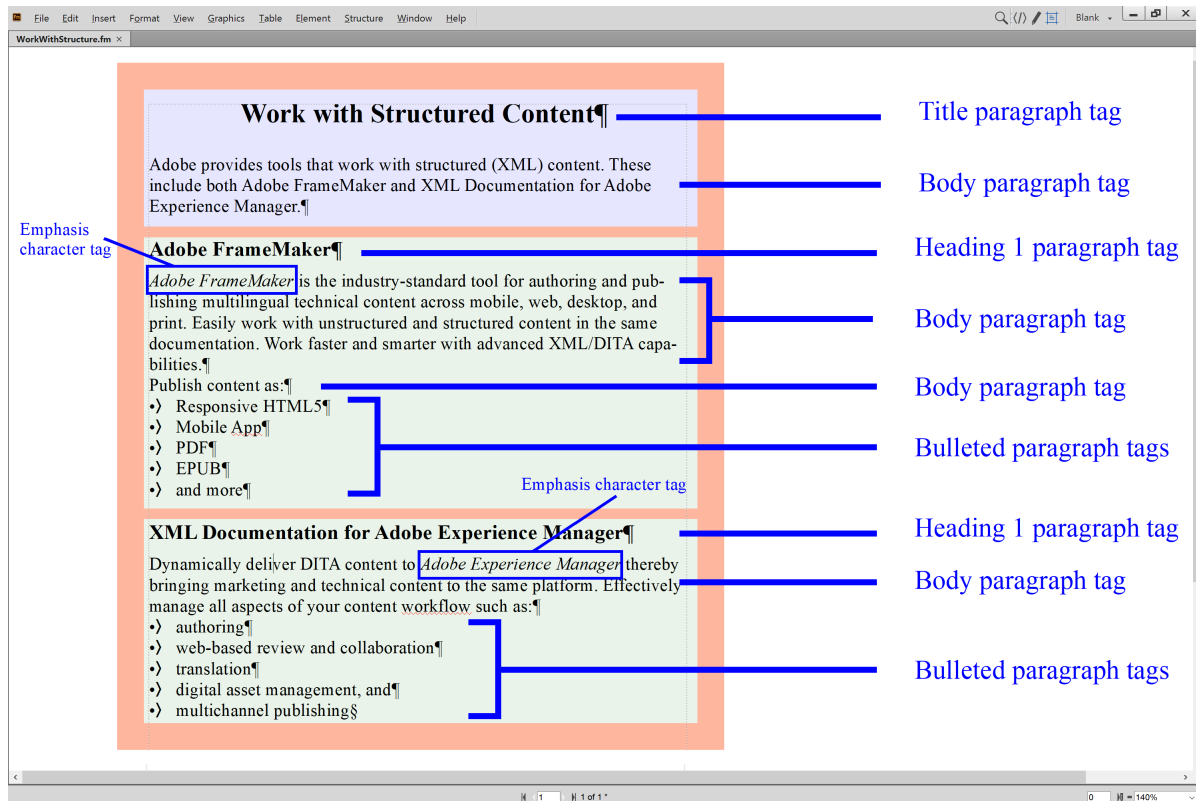 Fm File Edit Insert Format View Graphics Table Element Structure Window Help Blank
WorkWithStructure.fm ×
Work with Structured Content¶
Title paragraph tag
Adobe provides tools that work with structured (XML) content. These
include both Adobe FrameMaker and XML Documentation for Adobe
Experience Manager.¶
Body paragraph tag
Emphasis
character tag
Adobe FrameMaker¶
Heading 1 paragraph tag
Adobe FrameMaker is the industry-standard tool for authoring and pub-
lishing multilingual technical content across mobile, web, desktop, and
print. Easily work with unstructured and structured content in the same
documentation. Work faster and smarter with advanced XML/DITA capa-
bilities.¶
Body paragraph tag
Publish content as:¶
Body paragraph tag
•⟩ Responsive HTML5¶
•⟩ Mobile App¶
•⟩ PDF¶
•⟩ EPUB¶
•⟩ and more¶
Bulleted paragraph tags
Emphasis character tag
XML Documentation for Adobe Experience Manager¶
Heading 1 paragraph tag
Dynamically deliver DITA content to Adobe Experience Manager thereby
bringing marketing and technical content to the same platform. Effectively
manage all aspects of your content workflow such as:¶
Body paragraph tag
•⟩ authoring¶
•⟩ web-based review and collaboration¶
•⟩ translation¶
•⟩ digital asset management, and¶
•⟩ multichannel publishing§
Bulleted paragraph tags
1 1 of 1 * 0 = 140%